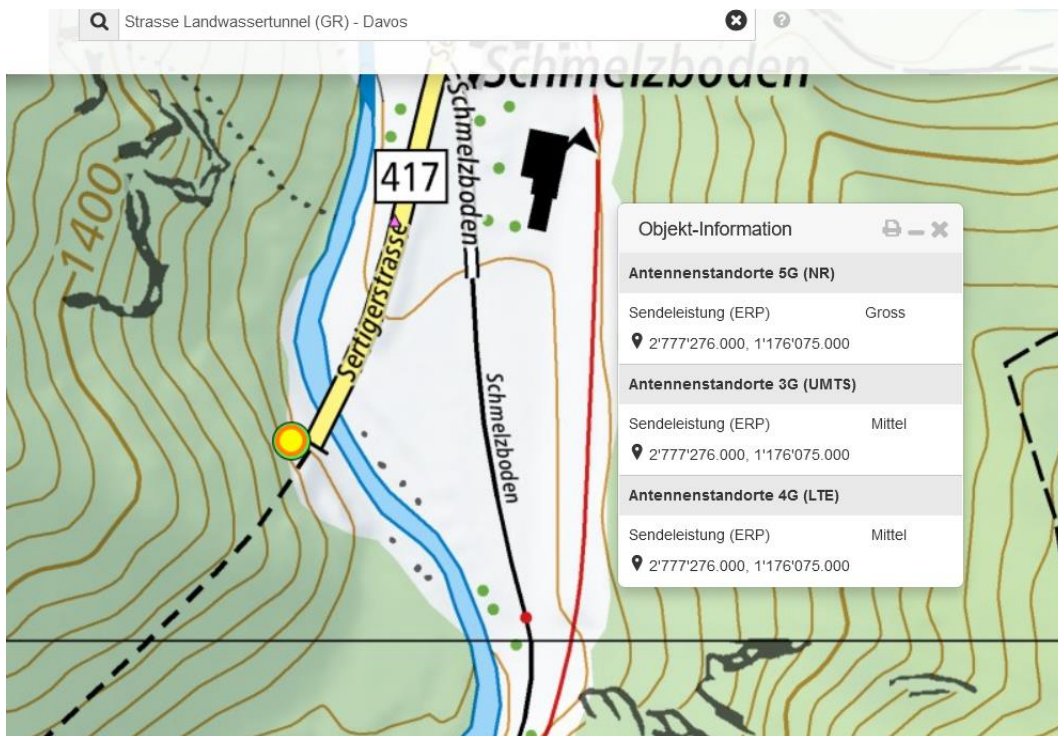 Strasse Landwassertunnel (GR) - Davos
Schmelzboden
Schmelzboden
417
1400
Sertigerstrasse
Schmelzboden
Objekt-Information
Antennenstandorte 5G (NR)
Sendeleistung (ERP) Gross
2'777'276.000, 1'176'075.000
Antennenstandorte 3G (UMTS)
Sendeleistung (ERP) Mittel
2'777'276.000, 1'176'075.000
Antennenstandorte 4G (LTE)
Sendeleistung (ERP) Mittel
2'777'276.000, 1'176'075.000